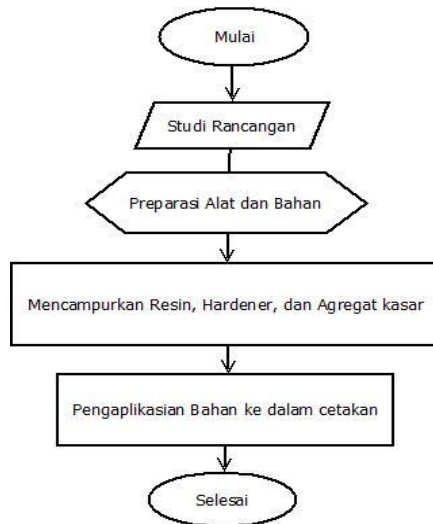 Mulai
Studi Rancangan
Preparasi Alat dan Bahan
Mencampurkan Resin, Hardener, dan Agregat kasar
Pengaplikasian Bahan ke dalam cetakan
Selesai